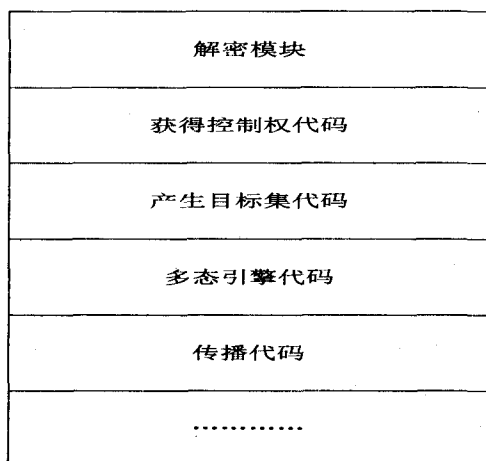 解密模块
获得控制权代码
产生目标集代码
多态引擎代码
传播代码
…………